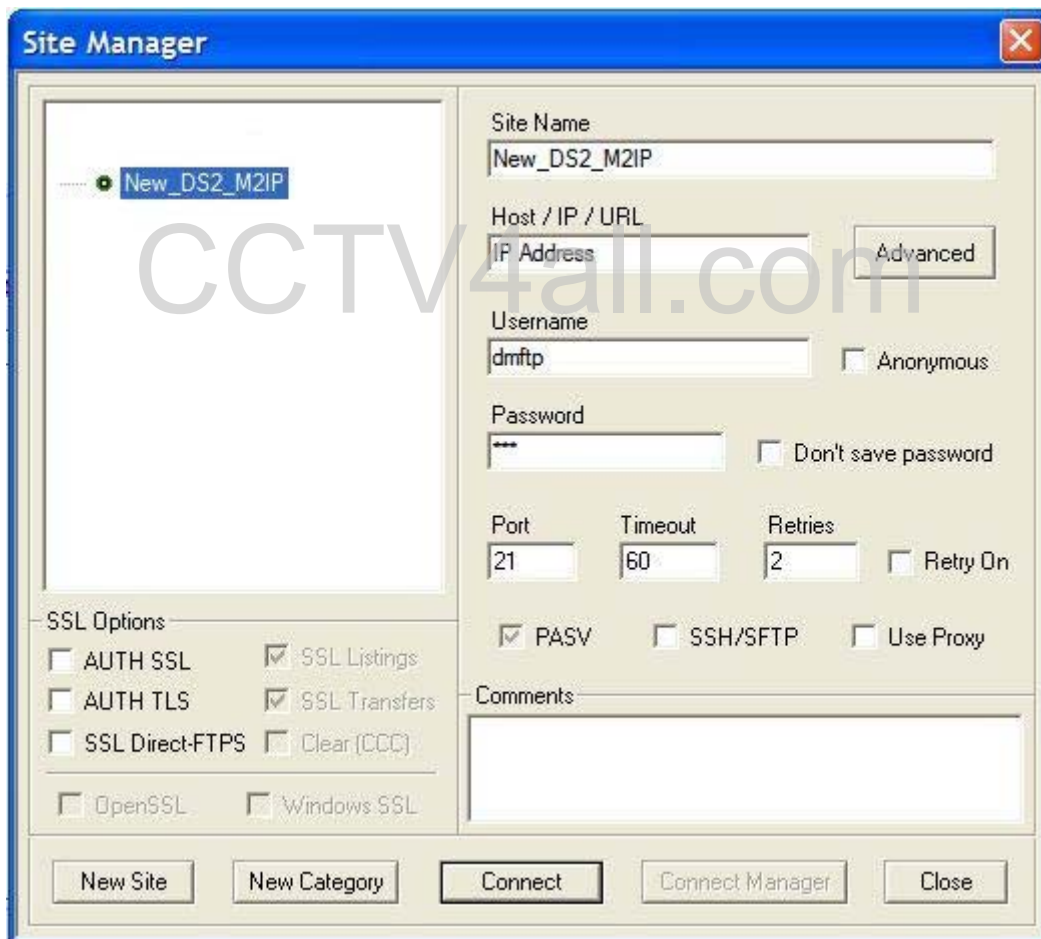 Site Manager
New_DS2_M2IP
Site Name
New_DS2_M2IP
Host / IP / URL
IP Address
Advanced
CCTV4all.com
Username
dmftp
Anonymous
Password
***
Don't save password
Port Timeout Retries
21 60 2 Retry On
PASV SSH/SFTP Use Proxy
SSL Options
AUTH SSL SSL Listings
AUTH TLS SSL Transfers
SSL Direct-FTPS Clear (CCC)
OpenSSL Windows SSL
Comments
New Site New Category Connect Connect Manager Close